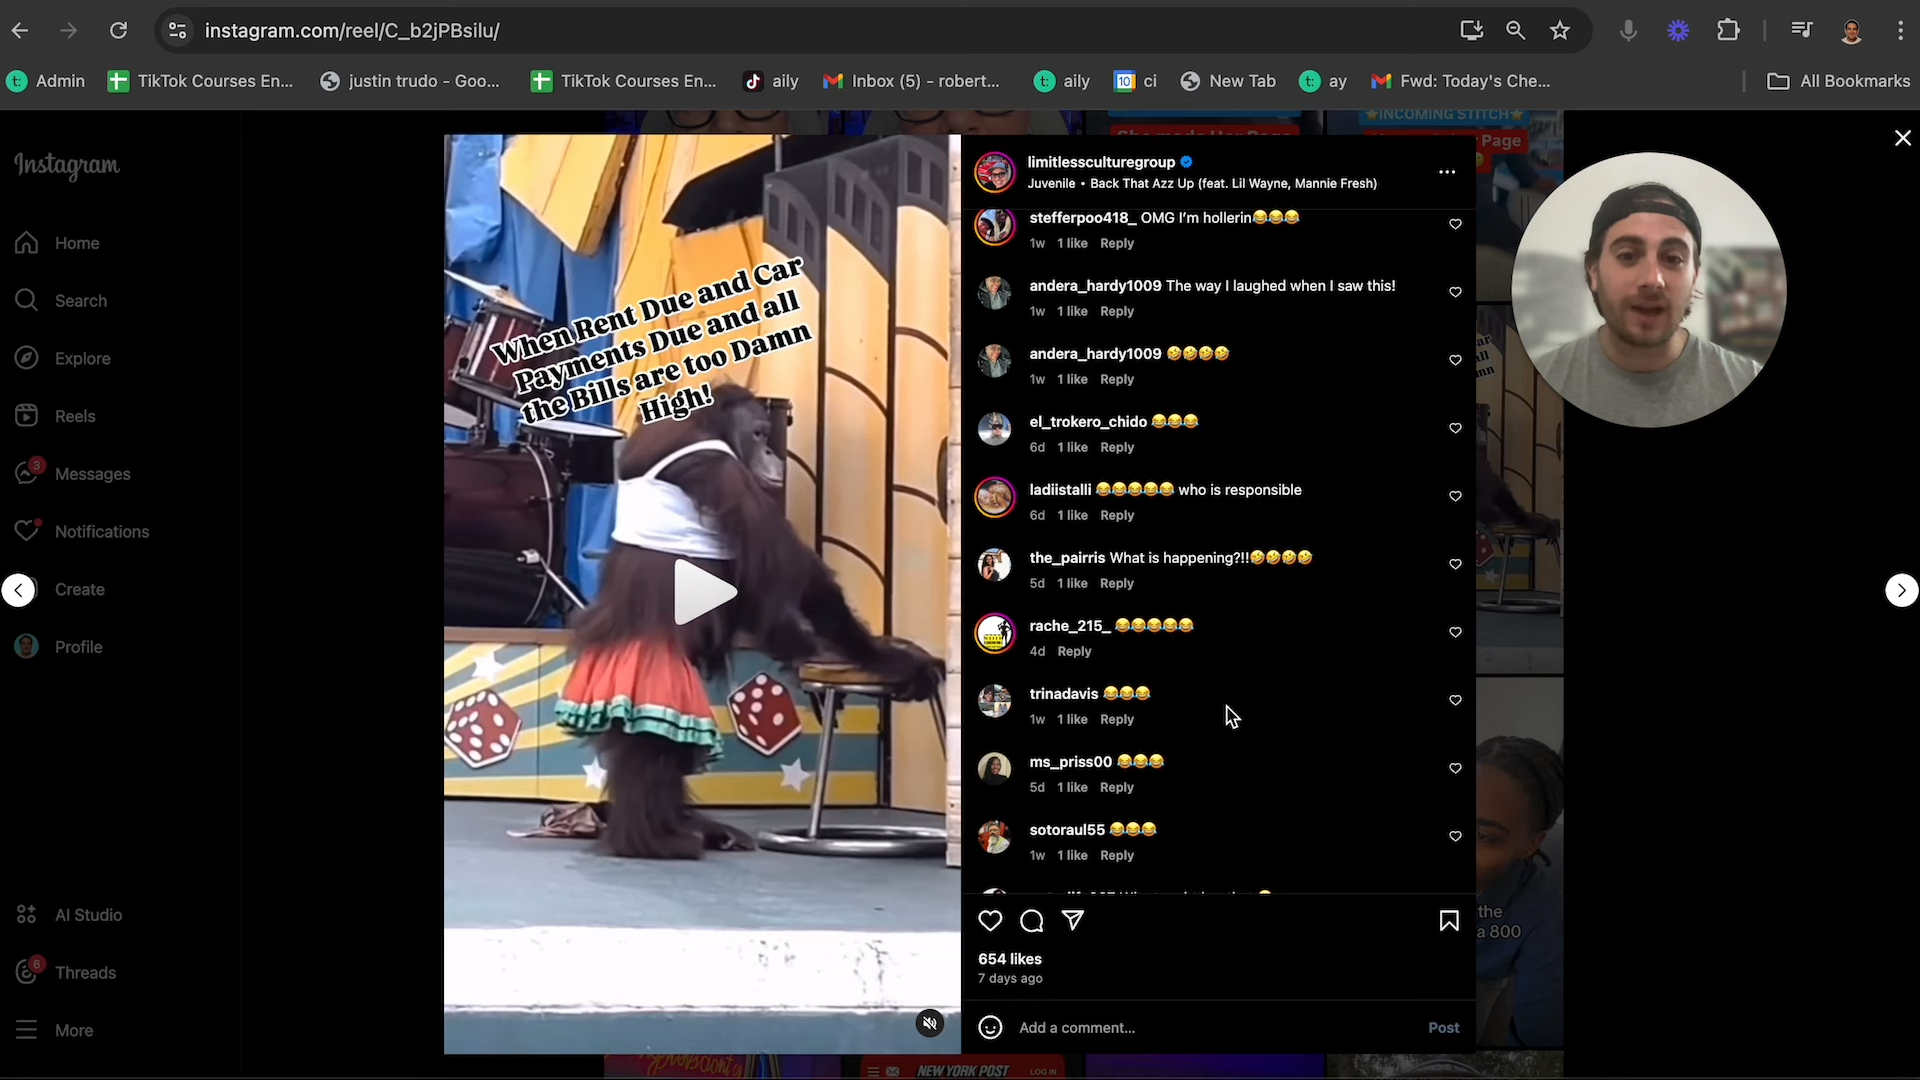 instagram.com/reel/C_b2jPBsilu/
Admin
TikTok Courses En...
justin trudo - Goo...
TikTok Courses En...
aily
Inbox (5) - robert...
aily
10
ci
New Tab
ay
Fwd: Today's Che...
All Bookmarks
Instagram
Home
Search
Explore
Reels
3
Messages
Notifications
Create
Profile
AI Studio
6
Threads
More
When Rent Due and Car
Payments Due and all
the Bills are too Damn
High!
limitlessculturegroup
Juvenile • Back That Azz Up (feat. Lil Wayne, Mannie Fresh)
stefferpoo418_ OMG I'm hollerin😂😂😂
1w 1 like Reply
andera_hardy1009 The way I laughed when I saw this!
1w 1 like Reply
andera_hardy1009 🤣🤣🤣🤣
1w 1 like Reply
el_trokero_chido 😂😂😂
6d 1 like Reply
ladiistalli 😂😂😂😂😂 who is responsible
6d 1 like Reply
the_pairris What is happening?!!🤣🤣🤣🤣
5d 1 like Reply
rache_215_ 😂😂😂😂😂
4d Reply
trinadavis 😂😂😂
1w 1 like Reply
ms_priss00 😂😂😂
5d 1 like Reply
sotoraul55 😂😂😂
1w 1 like Reply
654 likes
7 days ago
Add a comment...
Post
★INCOMING STITCH★
Page
the
a 800
NEW YORK POST
LOG IN